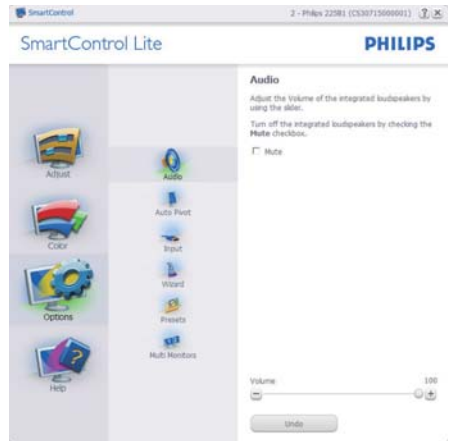 SmartControl
2 - Philips 225B1 (CS30715000001)
SmartControl Lite
PHILIPS
Adjust
Color
Options
Help
Audio
Auto Pivot
Input
Wizard
Presets
Multi Monitors
Audio
Adjust the Volume of the integrated loudspeakers by
using the slider.
Turn off the integrated loudspeakers by checking the
Mute checkbox.
Mute
Volume 100
Undo